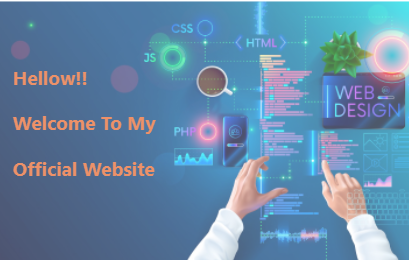 CSS
HTML
JS
Hellow!!
WEB
DESIGN
Welcome To My
PHP
Official Website